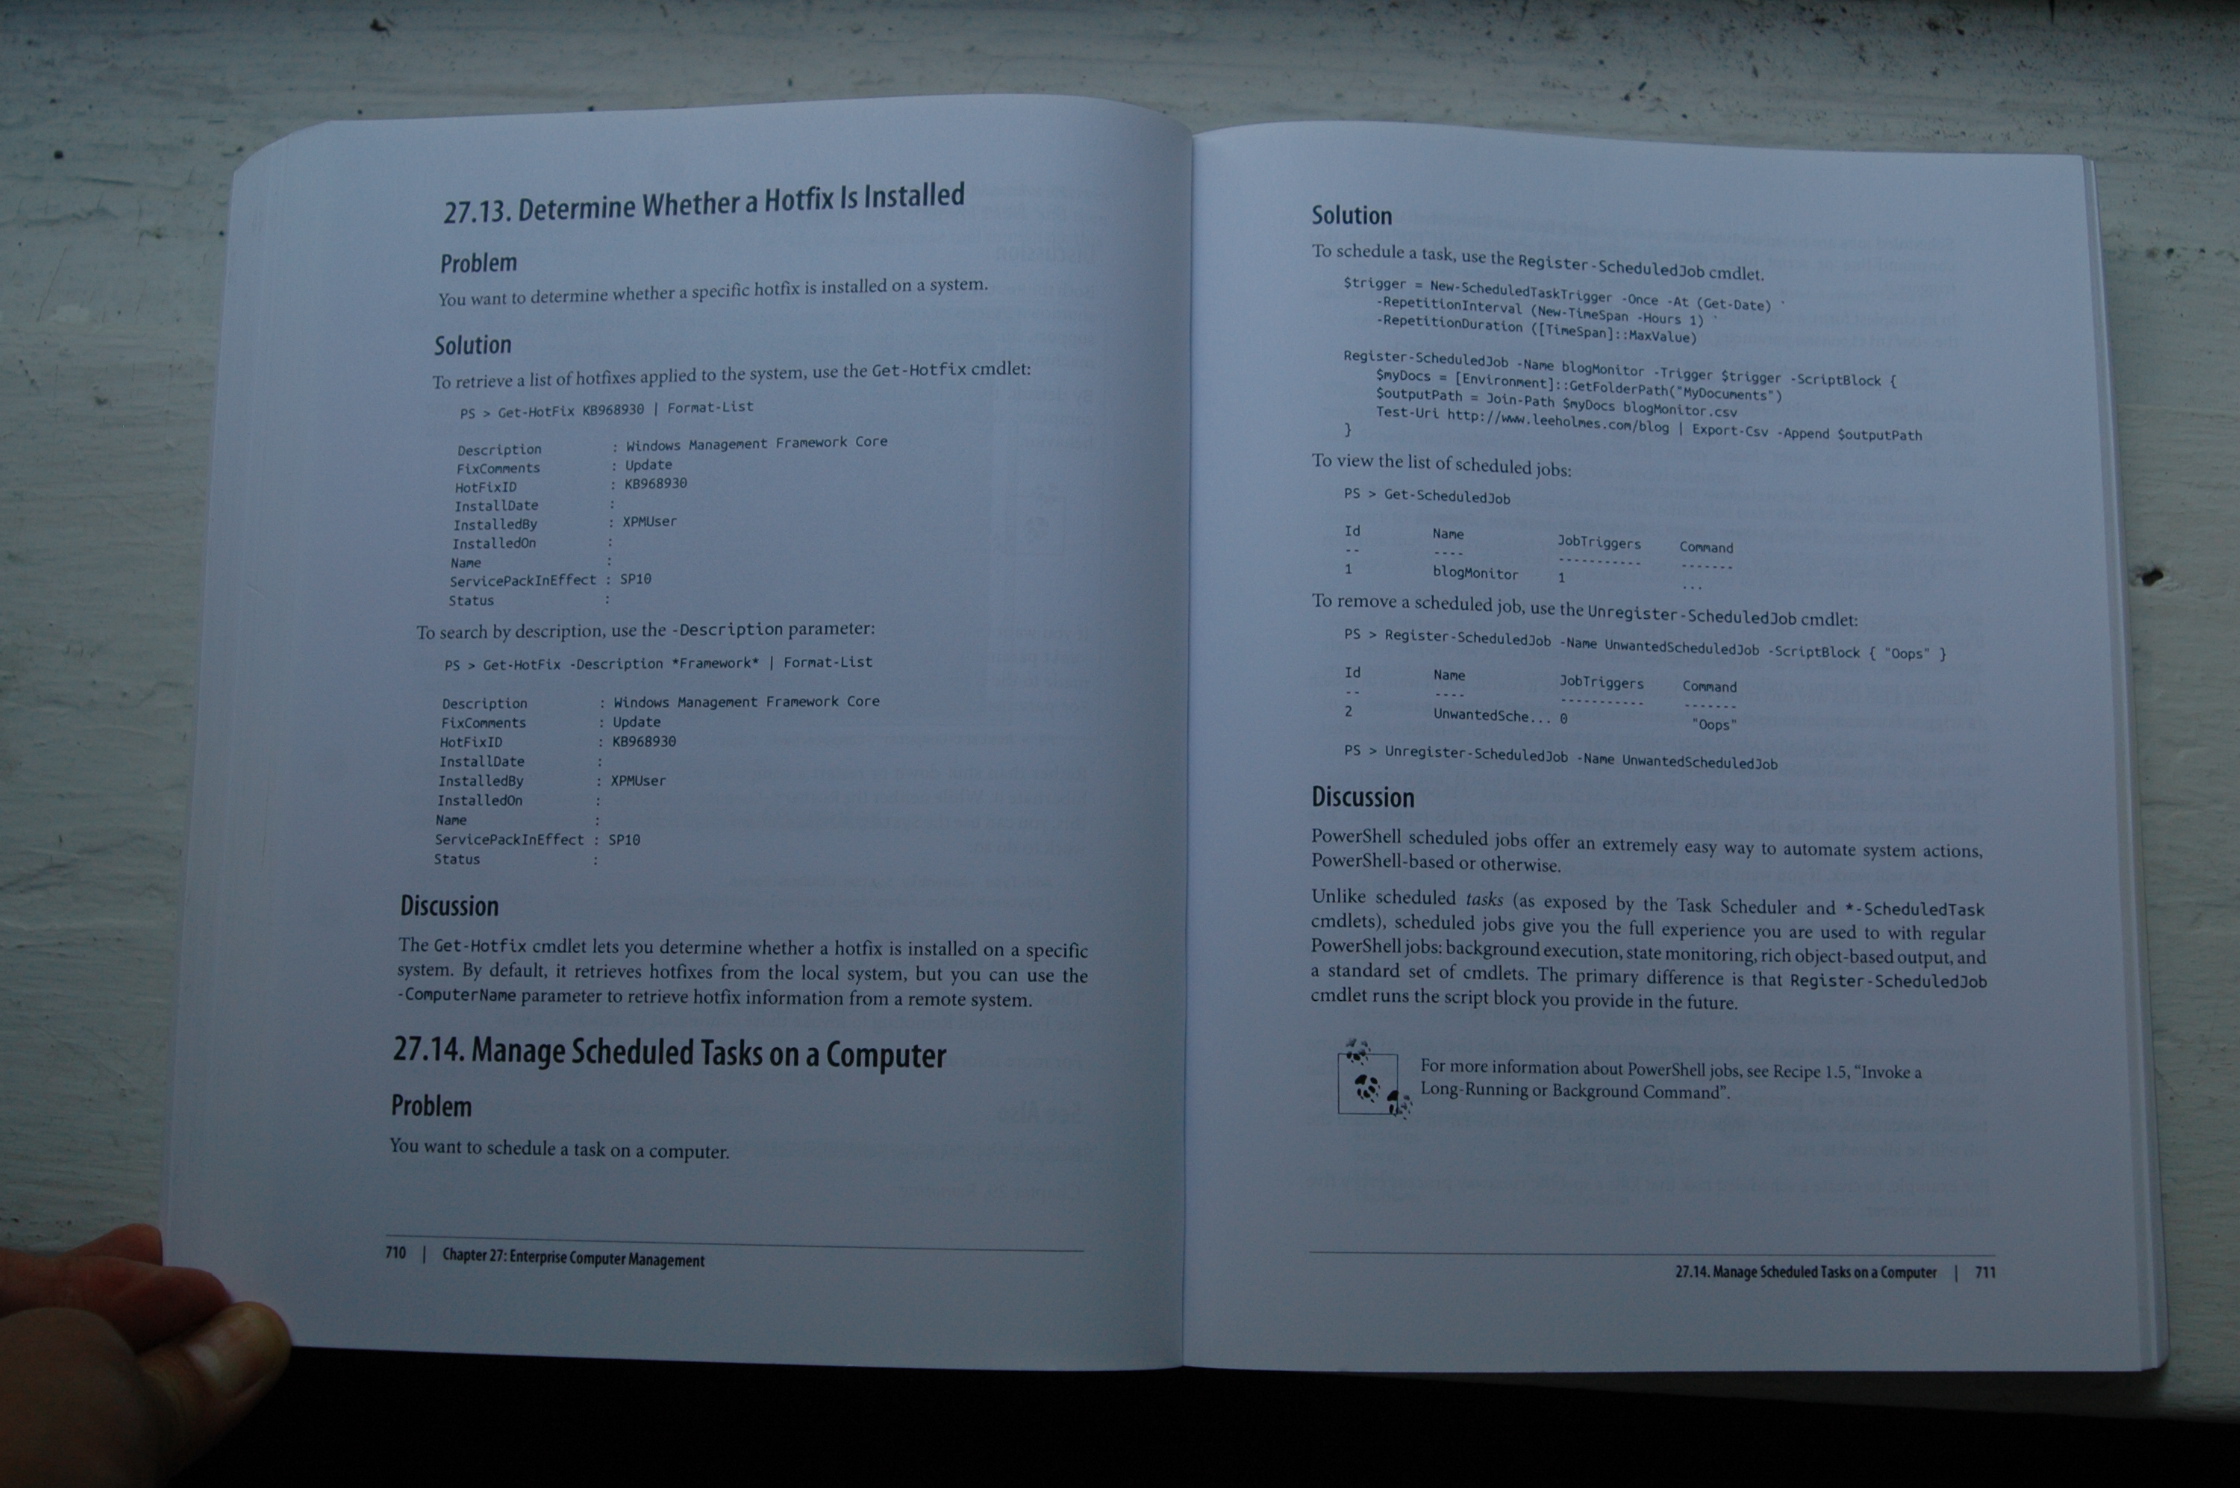 27.13. Determine Whether a Hotfix Is Installed
Problem
You want to determine whether a specific hotfix is installed on a system.
Solution
To retrieve a list of hotfixes applied to the system, use the Get-Hotfix cmdlet:
PS > Get-HotFix KB968930 | Format-List
Description : Windows Management Framework Core
FixComments : Update
HotFixID : KB968930
InstallDate :
InstalledBy : XPMUser
InstalledOn :
Name :
ServicePackInEffect : SP10
Status :
To search by description, use the -Description parameter:
PS > Get-HotFix -Description *Framework* | Format-List
Description : Windows Management Framework Core
FixComments : Update
HotFixID : KB968930
InstallDate :
InstalledBy : XPMUser
InstalledOn :
Name :
ServicePackInEffect : SP10
Status :
Discussion
The Get-Hotfix cmdlet lets you determine whether a hotfix is installed on a specific
system. By default, it retrieves hotfixes from the local system, but you can use the
-ComputerName parameter to retrieve hotfix information from a remote system.
27.14. Manage Scheduled Tasks on a Computer
Problem
You want to schedule a task on a computer.
710 | Chapter 27: Enterprise Computer Management
Solution
To schedule a task, use the Register-ScheduledJob cmdlet.
$trigger = New-ScheduledTaskTrigger -Once -At (Get-Date) `
-RepetitionInterval (New-TimeSpan -Hours 1) `
-RepetitionDuration ([TimeSpan]::MaxValue)
Register-ScheduledJob -Name blogMonitor -Trigger $trigger -ScriptBlock {
$myDocs = [Environment]::GetFolderPath("MyDocuments")
$outputPath = Join-Path $myDocs blogMonitor.csv
Test-Uri http://www.leeholmes.com/blog | Export-Csv -Append $outputPath
}
To view the list of scheduled jobs:
PS > Get-ScheduledJob
Id Name JobTriggers Command
-- ---- ----------- -------
1 blogMonitor 1 ...
To remove a scheduled job, use the Unregister-ScheduledJob cmdlet:
PS > Register-ScheduledJob -Name UnwantedScheduledJob -ScriptBlock { "Oops" }
Id Name JobTriggers Command
-- ---- ----------- -------
2 UnwantedSche... 0 "Oops"
PS > Unregister-ScheduledJob -Name UnwantedScheduledJob
Discussion
PowerShell scheduled jobs offer an extremely easy way to automate system actions,
PowerShell-based or otherwise.
Unlike scheduled tasks (as exposed by the Task Scheduler and *-ScheduledTask
cmdlets), scheduled jobs give you the full experience you are used to with regular
PowerShell jobs: background execution, state monitoring, rich object-based output, and
a standard set of cmdlets. The primary difference is that Register-ScheduledJob
cmdlet runs the script block you provide in the future.
For more information about PowerShell jobs, see Recipe 1.5, “Invoke a
Long-Running or Background Command”.
27.14. Manage Scheduled Tasks on a Computer | 711